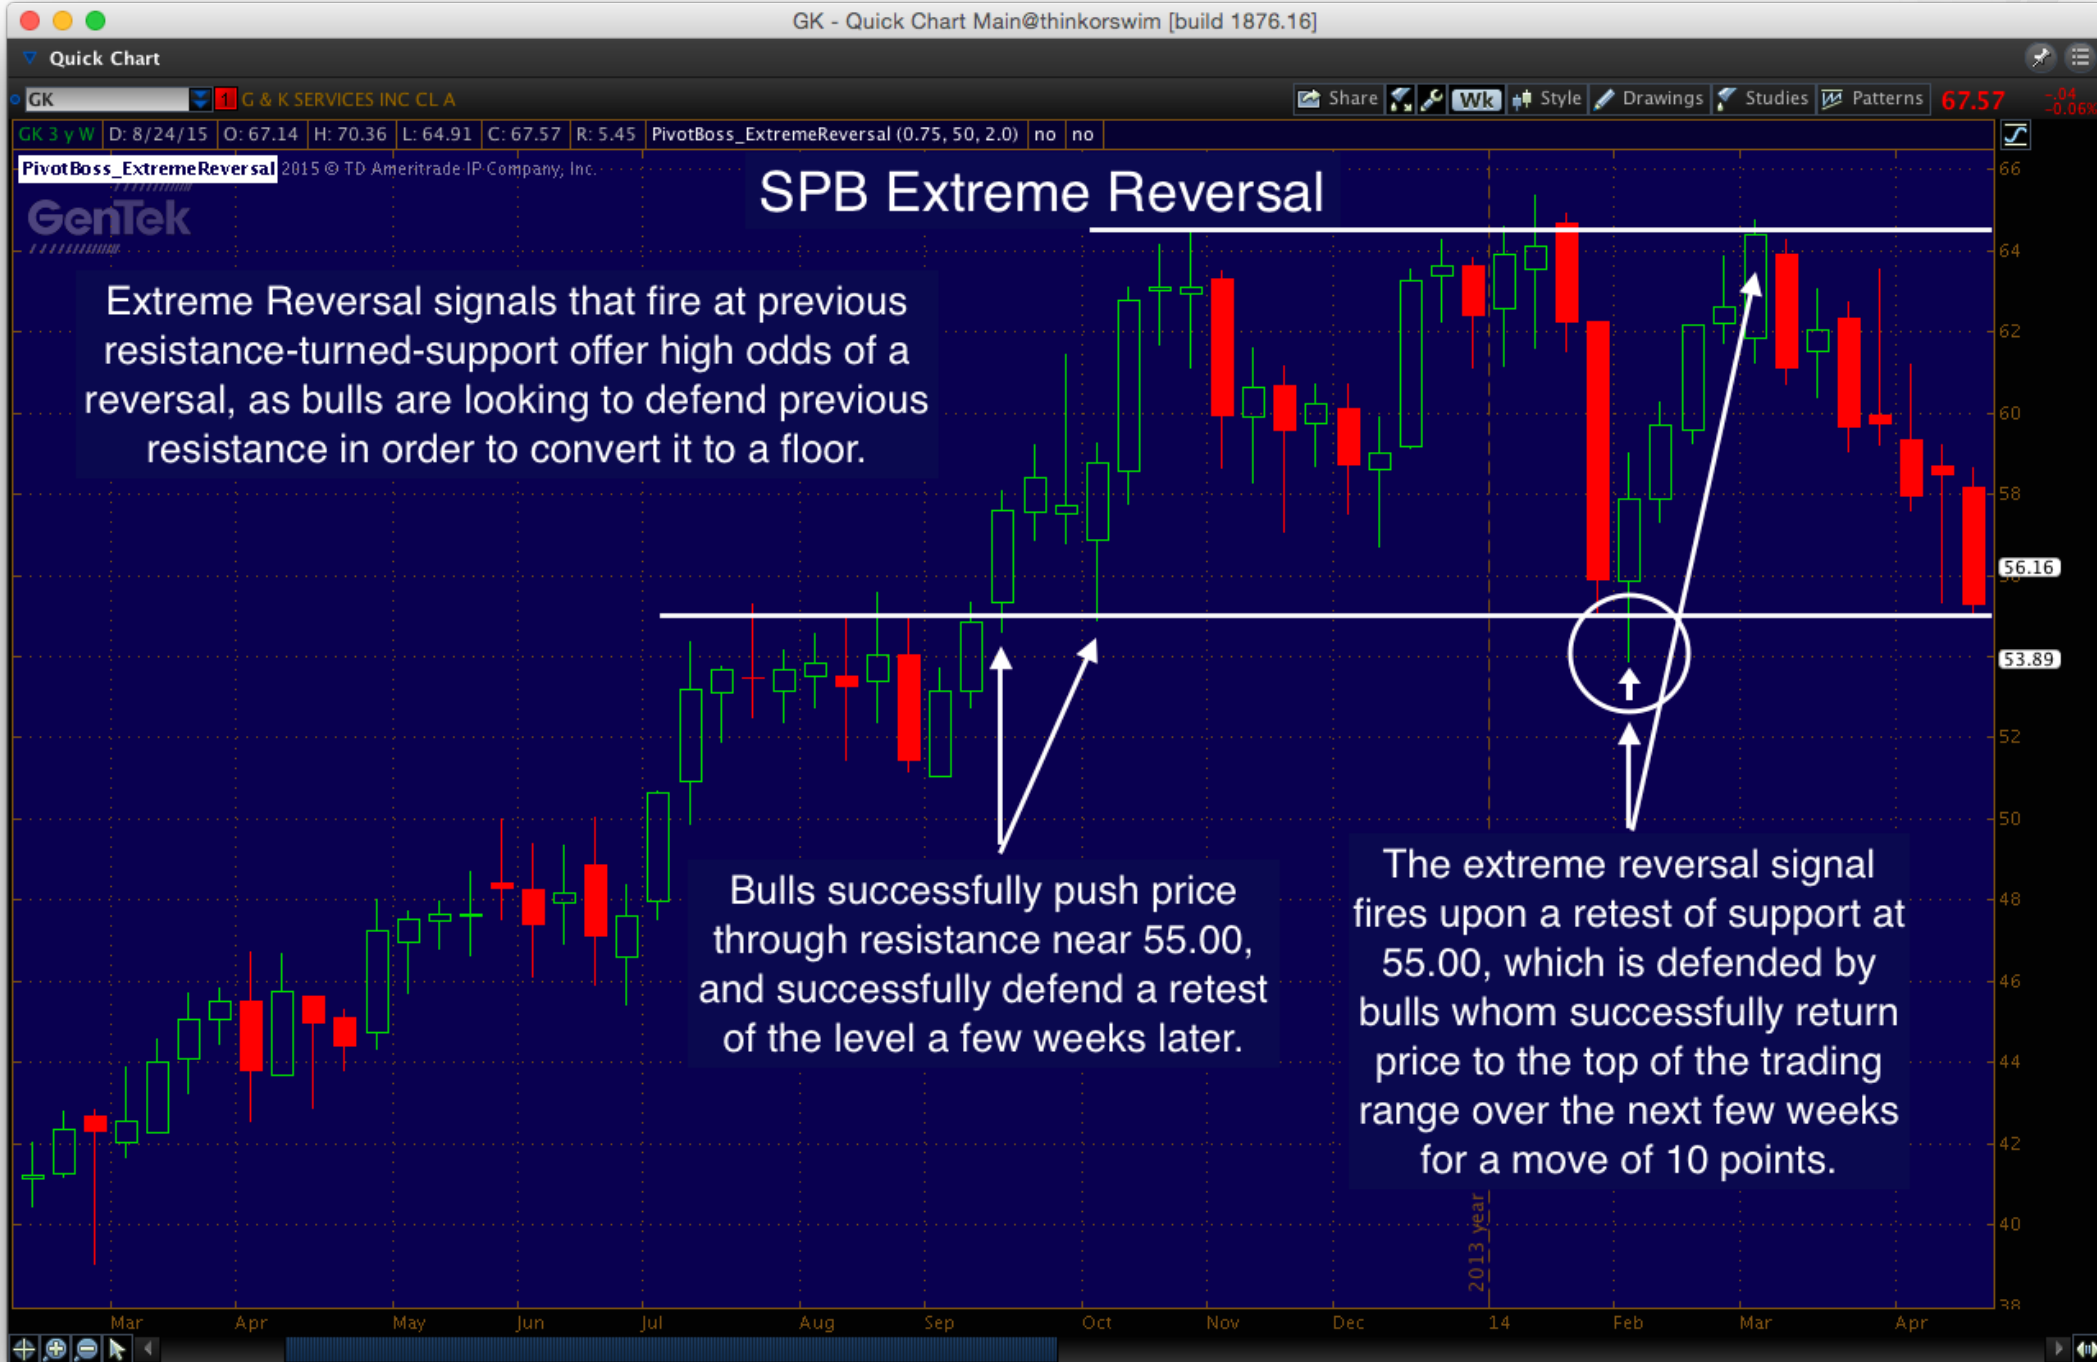 GK - Quick Chart Main@thinkorswim [build 1876.16]
Quick Chart
GK 1 G & K SERVICES INC CL A Share Wk Style Drawings Studies Patterns 67.57 -.04 -0.06%
GK 3 y W D: 8/24/15 O: 67.14 H: 70.36 L: 64.91 C: 67.57 R: 5.45 PivotBoss_ExtremeReversal (0.75, 50, 2.0) no no
PivotBoss_ExtremeReversal 2015 © TD Ameritrade IP Company, Inc.
GenTek
SPB Extreme Reversal
Extreme Reversal signals that fire at previous
resistance-turned-support offer high odds of a
reversal, as bulls are looking to defend previous
resistance in order to convert it to a floor.
Bulls successfully push price
through resistance near 55.00,
and successfully defend a retest
of the level a few weeks later.
The extreme reversal signal
fires upon a retest of support at
55.00, which is defended by
bulls whom successfully return
price to the top of the trading
range over the next few weeks
for a move of 10 points.
2013 year
66
64
62
60
58
56.16
53.89
52
50
48
46
44
42
40
38
Mar Apr May Jun Jul Aug Sep Oct Nov Dec 14 Feb Mar Apr